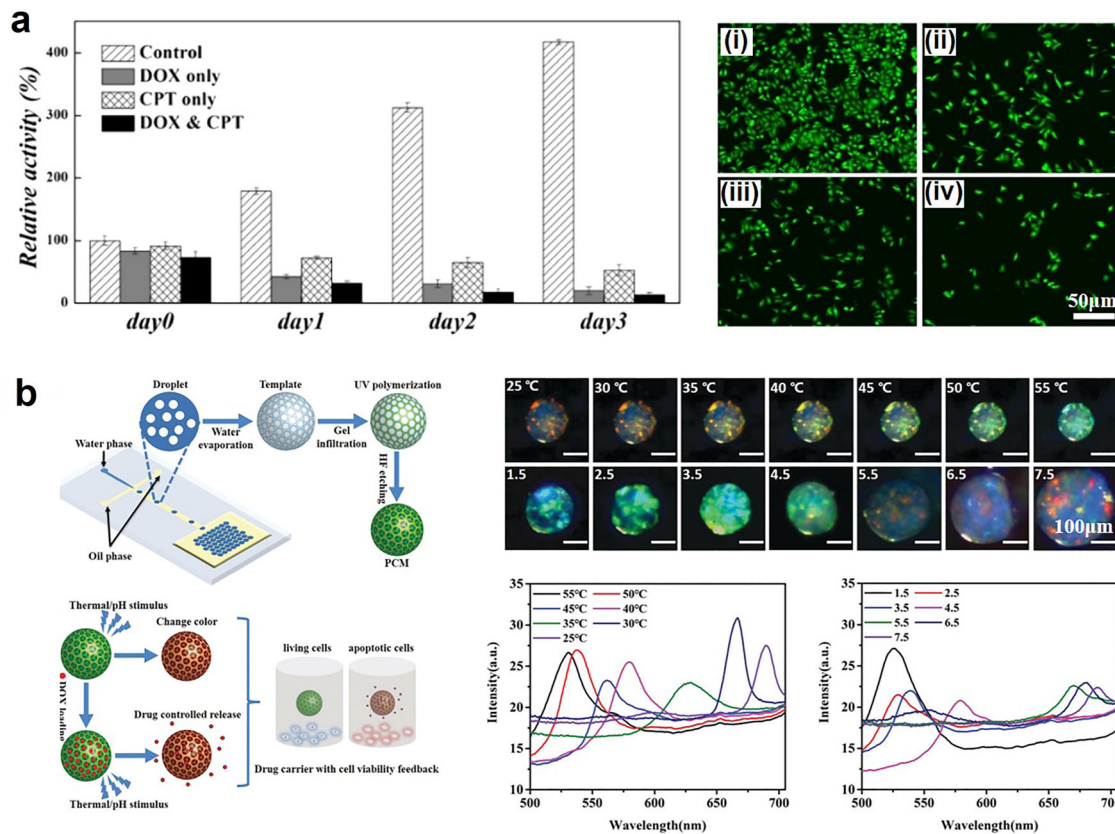 a
Relative activity (%)
400
300
200
100
0
Control
DOX only
CPT only
DOX & CPT
day0
day1
day2
day3
(i)
(ii)
(iii)
(iv)
50μm
b
Droplet
Template
UV polymerization
Water phase
Water
evaporation
Gel
infiltration
HF etching
Oil phase
PCM
Thermal/pH stimulus
Change color
DOX loading
Drug controlled release
Thermal/pH stimulus
living cells
apoptotic cells
Drug carrier with cell viability feedback
25 ℃
30 ℃
35 ℃
40 ℃
45 ℃
50 ℃
55 ℃
1.5
2.5
3.5
4.5
5.5
6.5
7.5
100μm
Intensity(a.u.)
35
30
25
20
15
10
55℃
50℃
45℃
40℃
35℃
30℃
25℃
500
550
600
650
700
Wavelength(nm)
Intensity(a.u.)
35
30
25
20
15
10
1.5
2.5
3.5
4.5
5.5
6.5
7.5
500
550
600
650
700
Wavelength(nm)